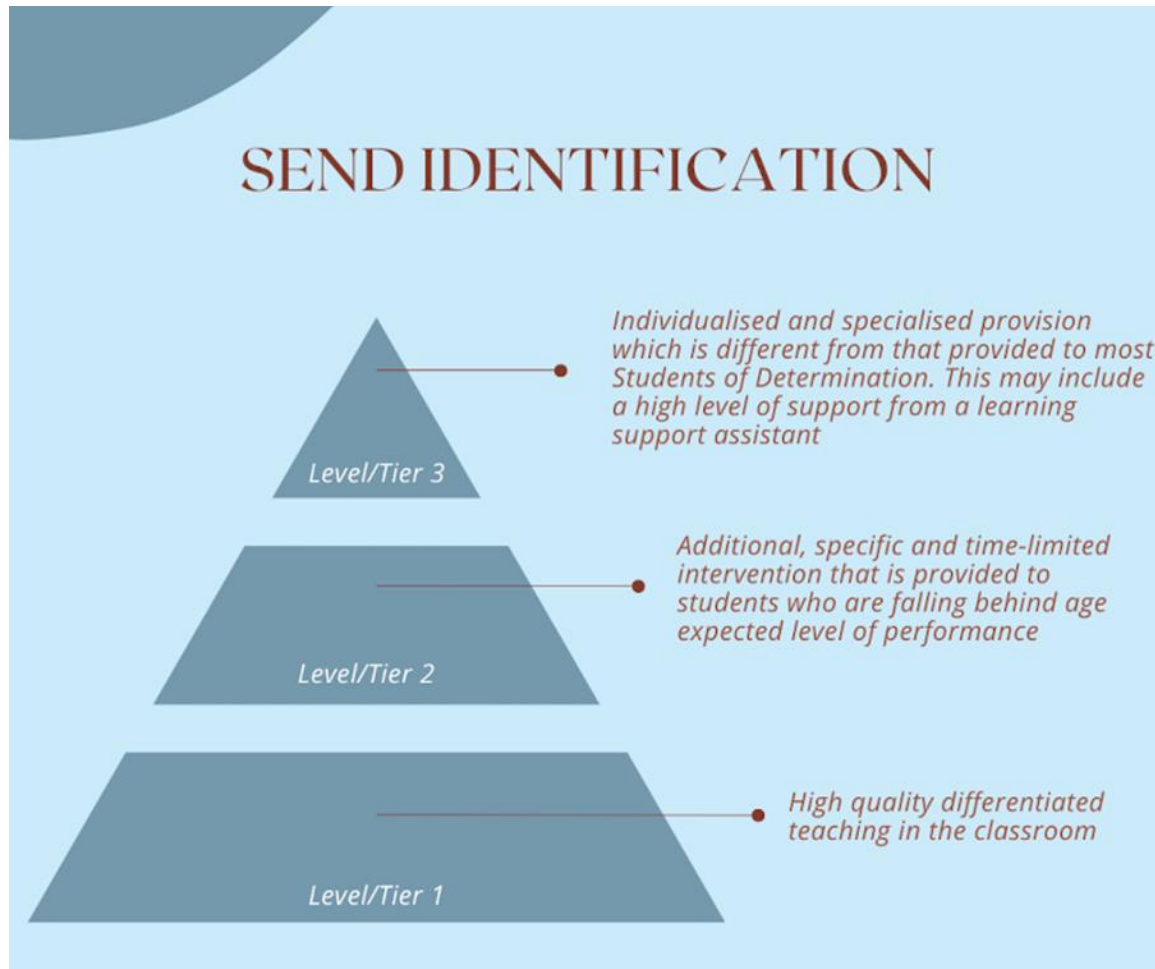 SEND IDENTIFICATION
Individualised and specialised provision
which is different from that provided to most
Students of Determination. This may include
a high level of support from a learning
support assistant
Level/Tier 3
Additional, specific and time-limited
intervention that is provided to
students who are falling behind age
expected level of performance
Level/Tier 2
High quality differentiated
teaching in the classroom
Level/Tier 1